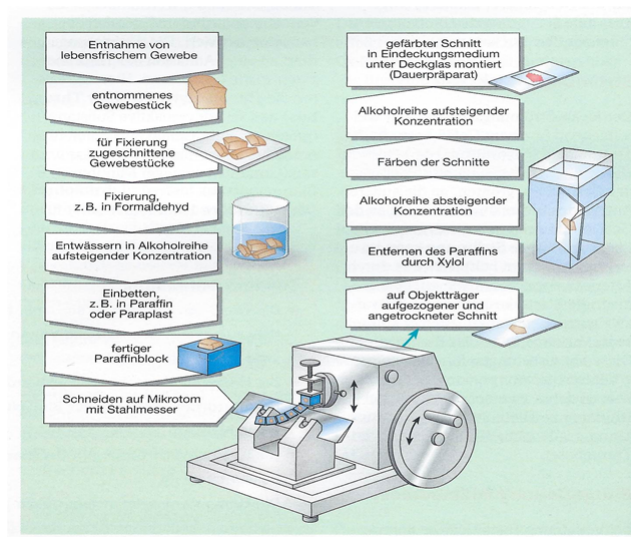 Entnahme von
lebensfrischem Gewebe
entnommenes
Gewebestück
für Fixierung
zugeschnittene
Gewebestücke
Fixierung,
z. B. in Formaldehyd
Entwässern in Alkoholreihe
aufsteigender Konzentration
Einbetten,
z. B. in Paraffin
oder Paraplast
fertiger
Paraffinblock
Schneiden auf Mikrotom
mit Stahlmesser
auf Objektträger
aufgezogener und
angetrockneter Schnitt
Entfernen des Paraffins
durch Xylol
Alkoholreihe absteigender
Konzentration
Färben der Schnitte
Alkoholreihe aufsteigender
Konzentration
gefärbter Schnitt
in Eindeckungsmedium
unter Deckglas montiert
(Dauerpräparat)